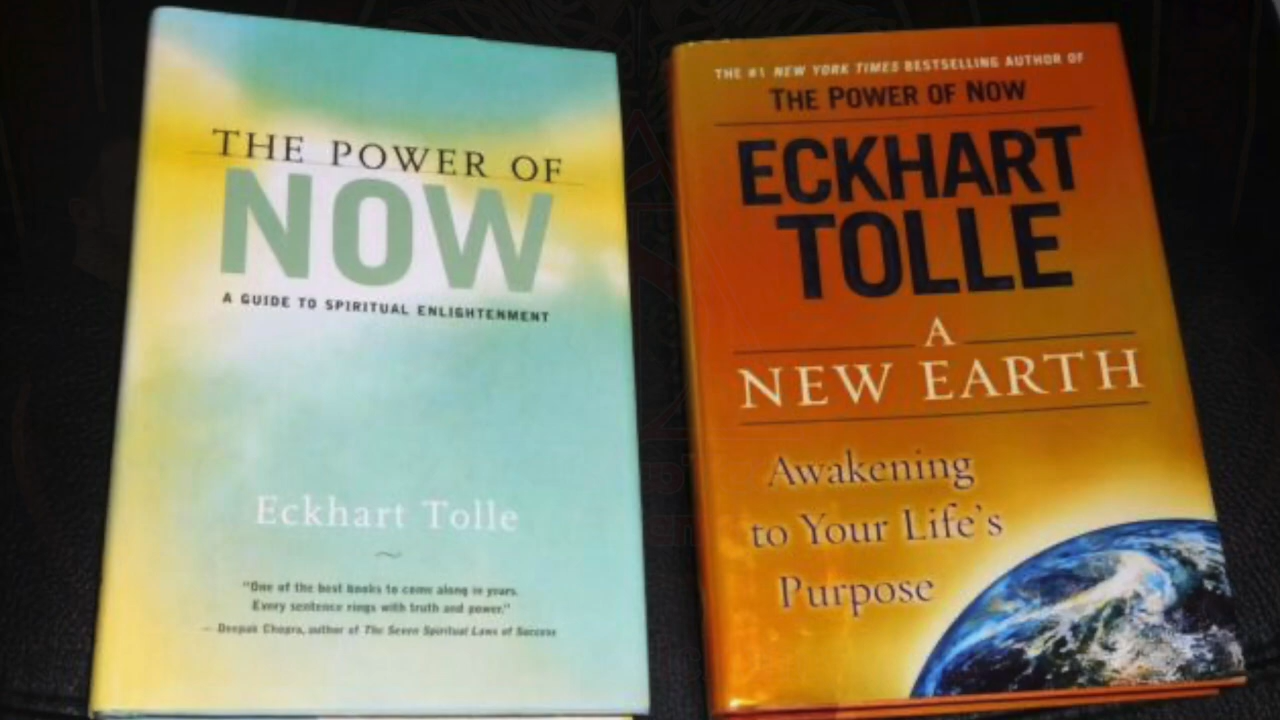 THE POWER OF
NOW
A GUIDE TO SPIRITUAL ENLIGHTENMENT
Eckhart Tolle
"One of the best books to come along in years.
Every sentence rings with truth and power."
— Deepak Chopra, author of The Seven Spiritual Laws of Success
THE #1 NEW YORK TIMES BESTSELLING AUTHOR OF
THE POWER OF NOW
ECKHART
TOLLE
A
NEW EARTH
Awakening
to Your Life's
Purpose